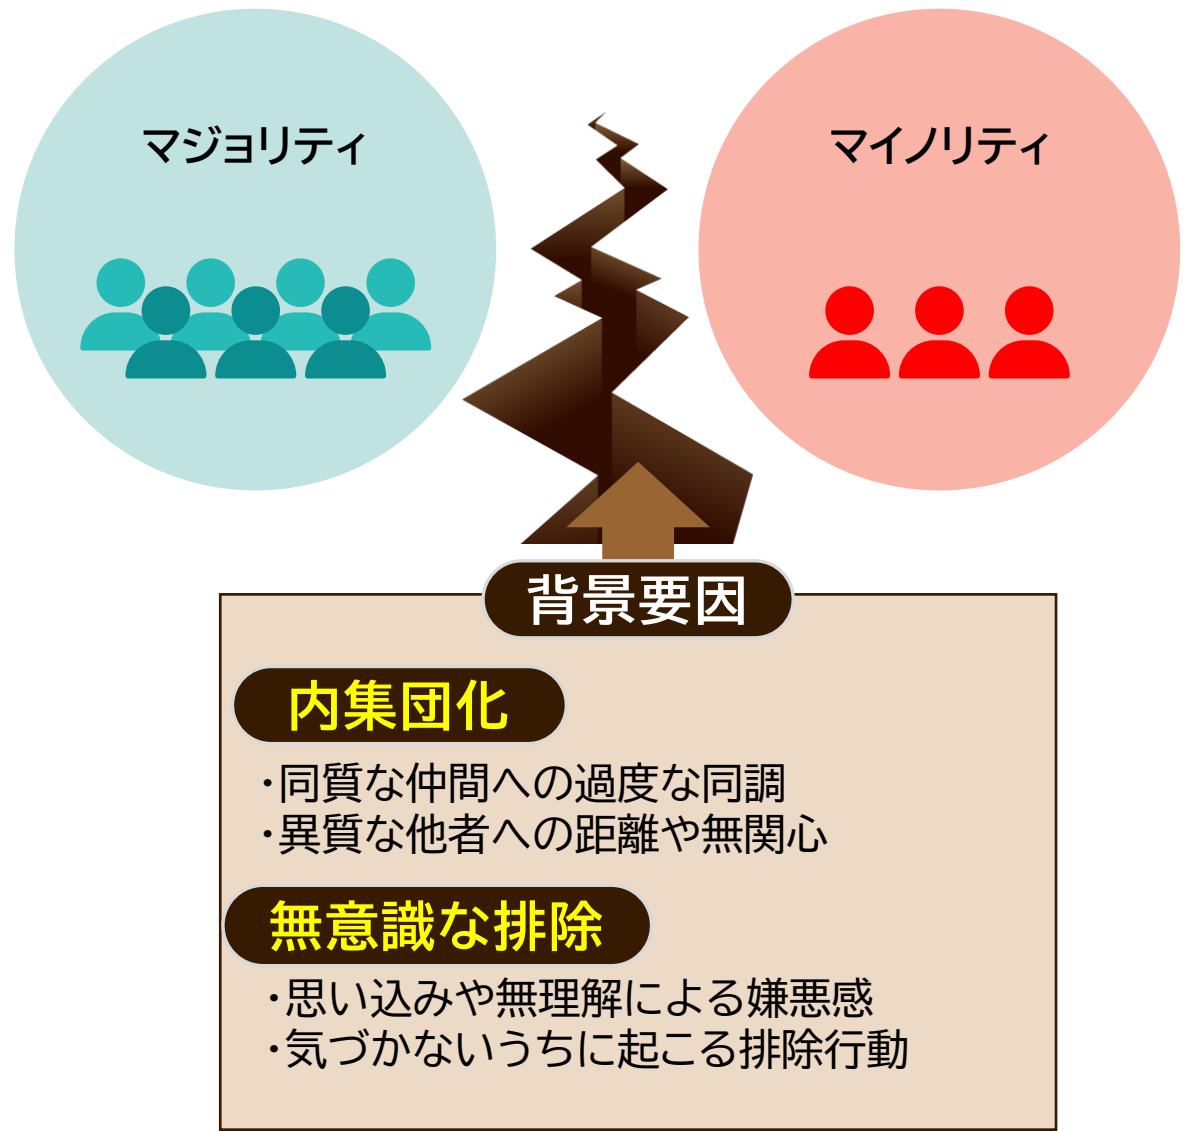 マジョリティ
マイノリティ
背景要因
内集団化
・同質な仲間への過度な同調
・異質な他者への距離や無関心
無意識な排除
・思い込みや無理解による嫌悪感
・気づかないうちに起こる排除行動